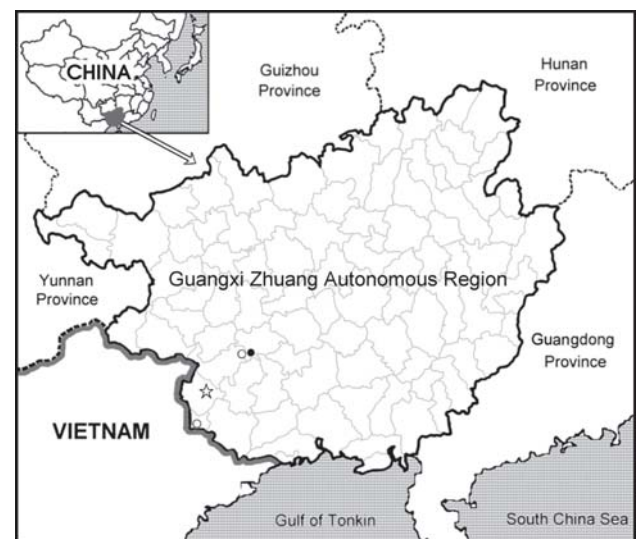 CHINA
Guizhou
Province
Hunan
Province
Guangxi Zhuang Autonomous Region
Yunnan
Province
Guangdong
Province
VIETNAM
Gulf of Tonkin
South China Sea